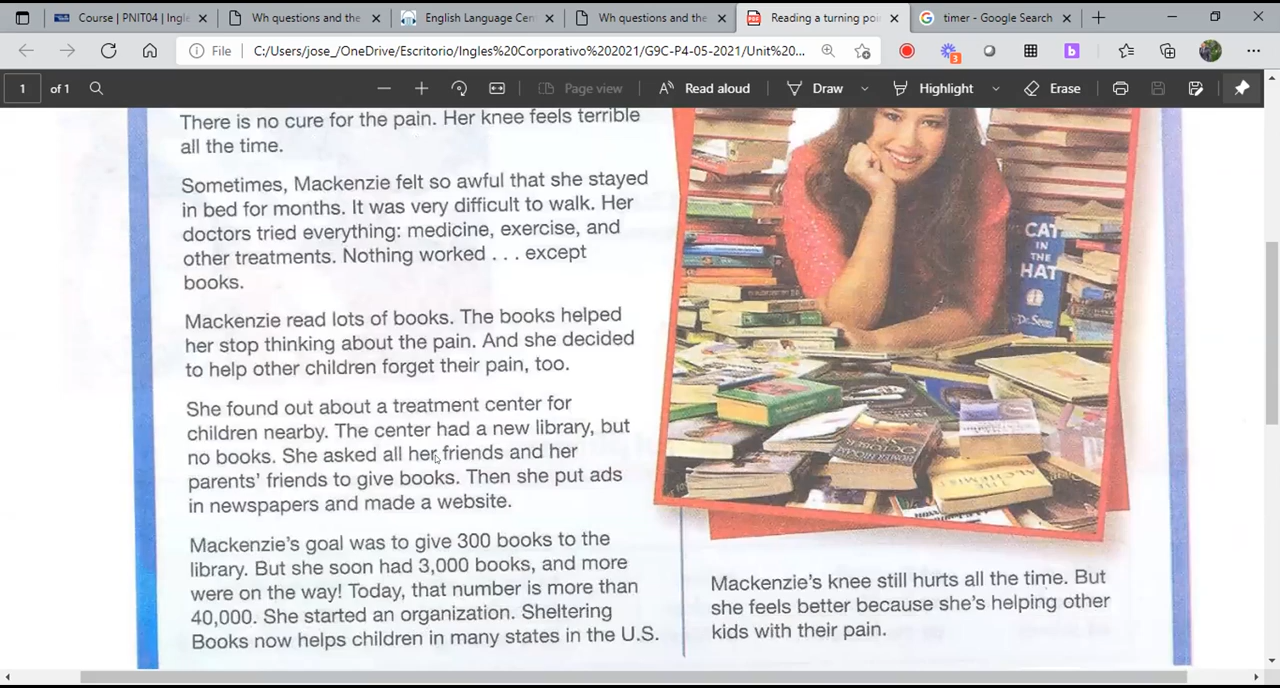 Course | PNIT04 | Ingle
Wh questions and the
English Language Cen
Wh questions and the
Reading a turning poi
timer - Google Search
File
C:/Users/jose_/OneDrive/Escritorio/Ingles%20Corporativo%202021/G9C-P4-05-2021/Unit%20...
3
b
1 of 1
Page view
Read aloud
Draw
Highlight
Erase
There is no cure for the pain. Her knee feels terrible
all the time.
Sometimes, Mackenzie felt so awful that she stayed
in bed for months. It was very difficult to walk. Her
doctors tried everything: medicine, exercise, and
other treatments. Nothing worked . . . except
books.
Mackenzie read lots of books. The books helped
her stop thinking about the pain. And she decided
to help other children forget their pain, too.
She found out about a treatment center for
children nearby. The center had a new library, but
no books. She asked all her friends and her
parents' friends to give books. Then she put ads
in newspapers and made a website.
Mackenzie's goal was to give 300 books to the
library. But she soon had 3,000 books, and more
were on the way! Today, that number is more than
40,000. She started an organization. Sheltering
Books now helps children in many states in the U.S.
CAT
IN
THE
HAT
Dr. Seuss
OCTOBER SKY
HOMER HICKAM
THE
ALCHEMIST
Mackenzie's knee still hurts all the time. But
she feels better because she's helping other
kids with their pain.